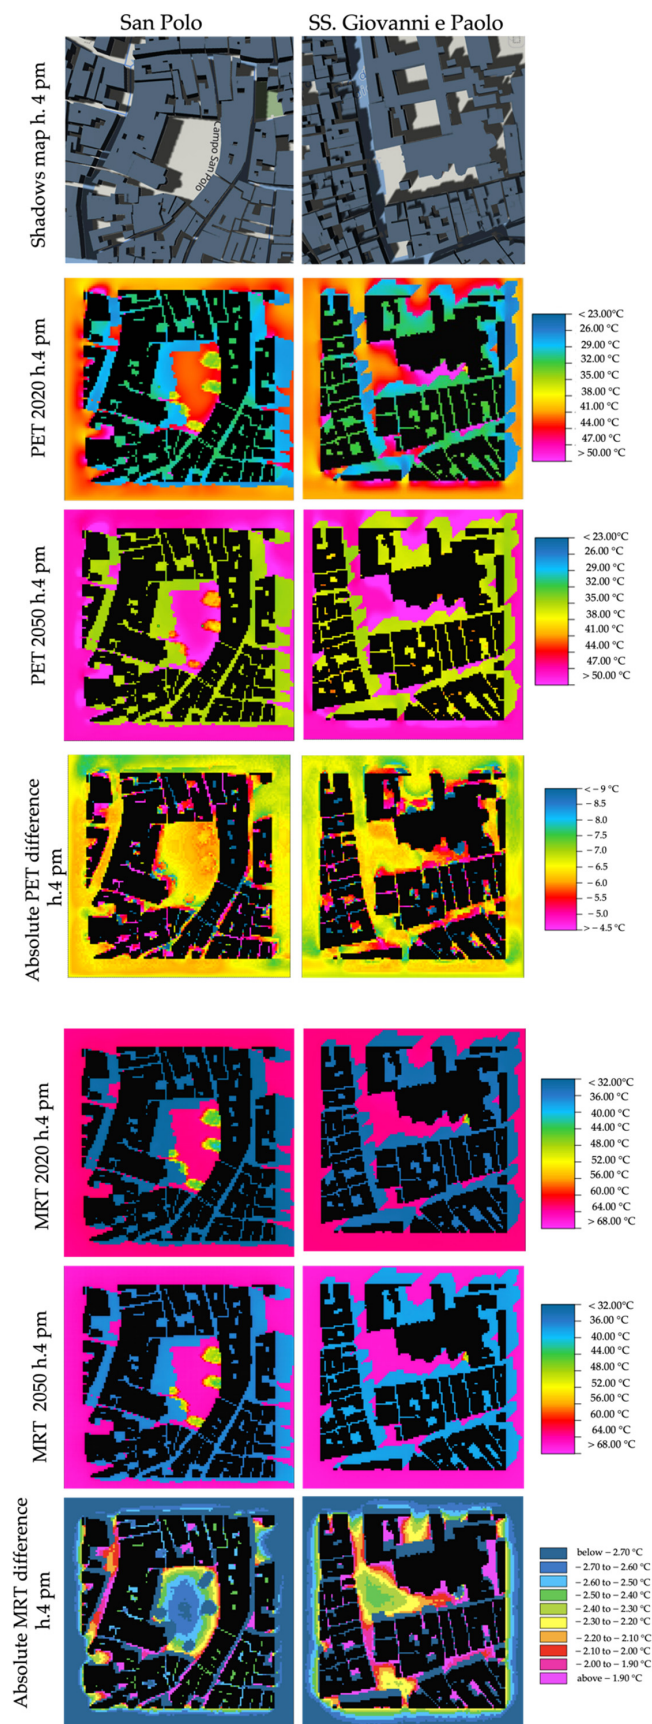 San Polo
SS. Giovanni e Paolo
Shadows map h. 4 pm
Campo San Polo
PET 2020 h.4 pm
< 23.00°C
26.00 °C
29.00 °C
32.00 °C
35.00 °C
38.00 °C
41.00 °C
44.00 °C
47.00 °C
> 50.00 °C
PET 2050 h.4 pm
< 23.00°C
26.00 °C
29.00 °C
32.00 °C
35.00 °C
38.00 °C
41.00 °C
44.00 °C
47.00 °C
> 50.00 °C
Absolute PET difference
h.4 pm
< − 9 °C
− 8.5
− 8.0
− 7.5
− 7.0
− 6.5
− 6.0
− 5.5
− 5.0
> − 4.5 °C
MRT 2020 h.4 pm
< 32.00°C
36.00 °C
40.00 °C
44.00 °C
48.00 °C
52.00 °C
56.00 °C
60.00 °C
64.00 °C
> 68.00 °C
MRT 2050 h.4 pm
< 32.00°C
36.00 °C
40.00 °C
44.00 °C
48.00 °C
52.00 °C
56.00 °C
60.00 °C
64.00 °C
> 68.00 °C
Absolute MRT difference
h.4 pm
below − 2.70 °C
− 2.70 to − 2.60 °C
− 2.60 to − 2.50 °C
− 2.50 to − 2.40 °C
− 2.40 to − 2.30 °C
− 2.30 to − 2.20 °C
− 2.20 to − 2.10 °C
− 2.10 to − 2.00 °C
− 2.00 to − 1.90 °C
above − 1.90 °C